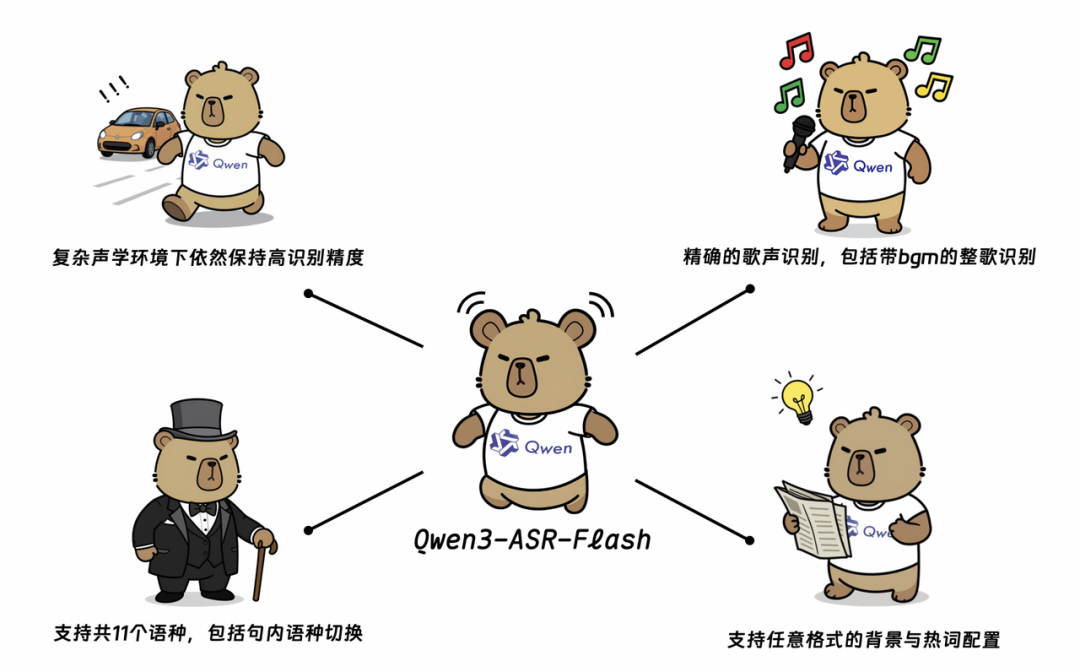 Qwen
复杂声学环境下依然保持高识别精度
Qwen
精确的歌声识别，包括带bgm的整歌识别
Qwen
Qwen3-ASR-Flash
支持共11个语种，包括句内语种切换
Qwe
支持任意格式的背景与热词配置